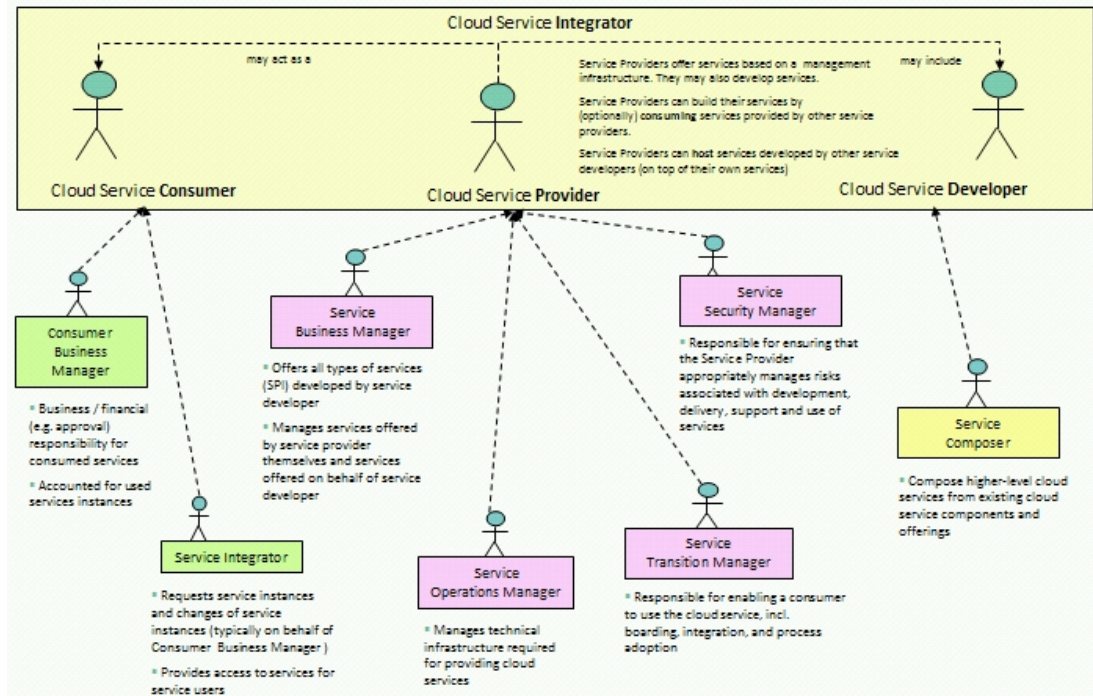 Cloud Service Integrator
may act as a
Service Providers offer services based on a management
infrastructure. They may also develop services.
Service Providers can build their services by
(optionally) consuming services provided by other service
providers.
Service Providers can host services developed by other service
developers (on top of their own services)
may include
Cloud Service Consumer
Cloud Service Provider
Cloud Service Developer
Consumer
Business
Manager
▪ Business / financial
(e.g. approval)
responsibility for
consumed services
▪ Accounted for used
services instances
Service Integrator
▪ Requests service instances
and changes of service
instances (typically on behalf of
Consumer Business Manager )
▪ Provides access to services for
service users
Service
Business Manager
▪ Offers all types of services
(SPI) developed by service
developer
▪ Manages services offered
by service provider
themselves and services
offered on behalf of service
developer
Service
Operations Manager
▪ Manages technical
infrastructure required
for providing cloud
services
Service
Security Manager
▪ Responsible for ensuring that
the Service Provider
appropriately manages risks
associated with development,
delivery, support and use of
services
Service
Transition Manager
▪ Responsible for enabling a consumer
to use the cloud service, incl.
boarding, integration, and process
adoption
Service
Composer
▪ Compose higher-level cloud
services from existing cloud
service components and
offerings